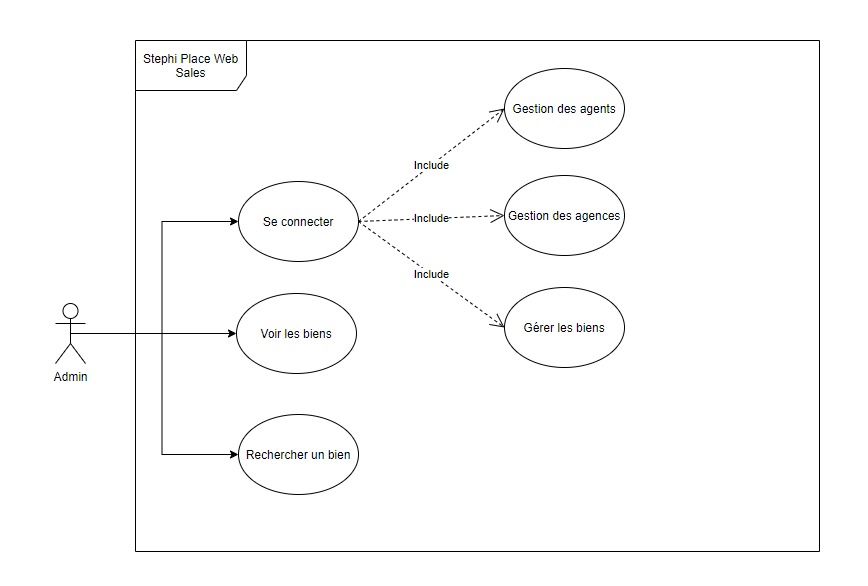 Stephi Place Web
Sales
Gestion des agents
Include
Se connecter
Include
Gestion des agences
Include
Gérer les biens
Voir les biens
Admin
Rechercher un bien